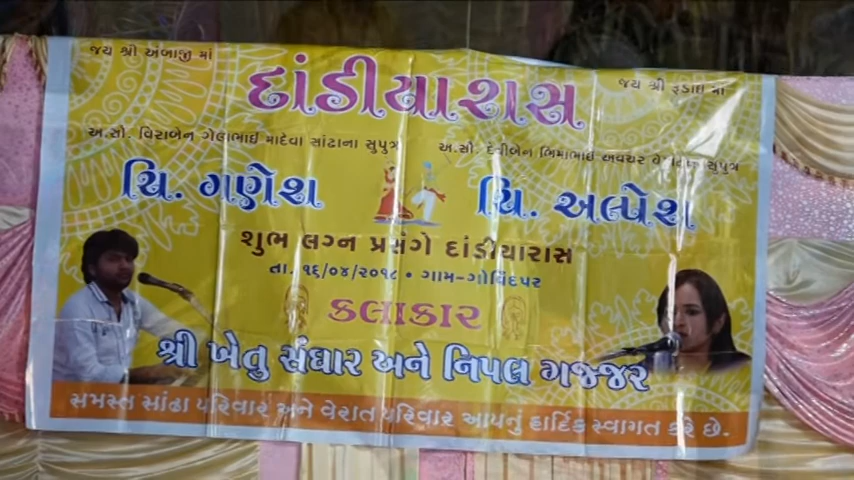 જય શ્રી અંબાજી માં
દાંડીયારાસ
જય શ્રી રૂડાઇ માં
અ.સૌ. વિરાબેન ગેલાભાઈ માદેવા સાંઢાના સુપુત્ર
અ.સૌ. દેવીબેન ભિમાભાઈ અવચર સુપુત્ર
ચિ. ગણેશ
ચિ. અલ્પેશ
શુભ લગ્ન પ્રસંગે દાંડીયારાસ
તા. ૧૬/૦૪/૨૦૧૮ • ગામ-ગોવિંદપર
કલાકાર
શ્રી ખેતુ સંઘાર અને નિપલ ગજ્જર
સમસ્ત સાંઢા પરિવાર અને વેરાત પરિવાર આપનું હાર્દિક સ્વાગત કરે છે.